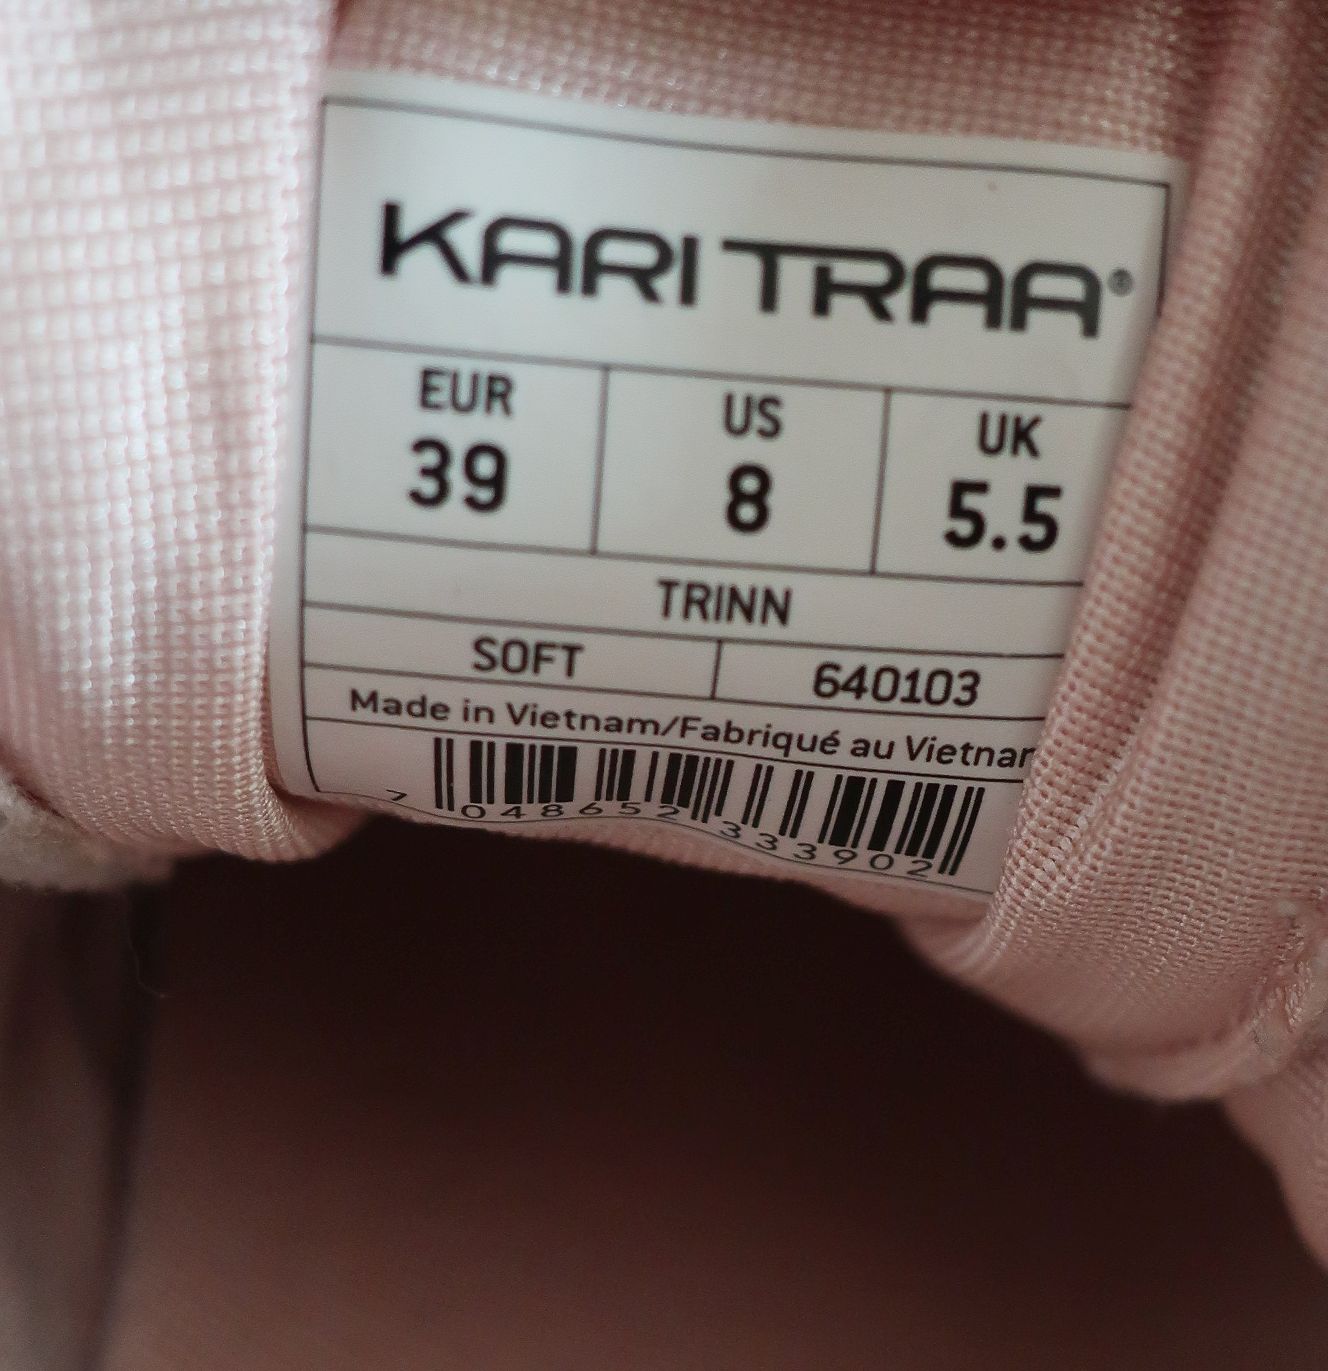 KARI TRAA®
EUR US UK
39 8 5.5
TRINN
SOFT 640103
Made in Vietnam/Fabriqué au Vietnam
7 048652 333902